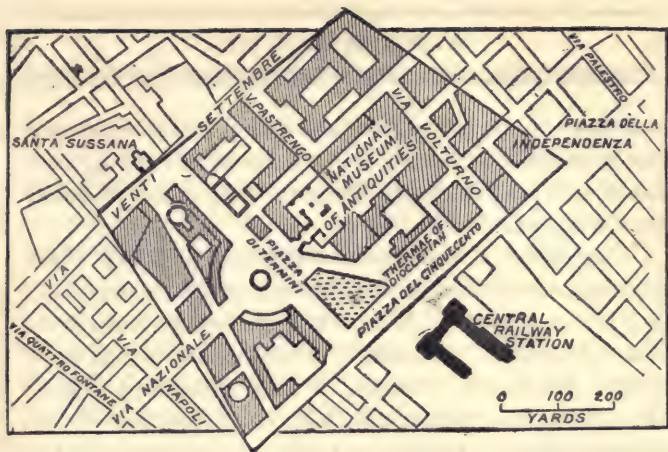 VIA PALESTRO
PIAZZA DELLA
INDEPENDENZA
SETTEMBRE
V. PASTRENGO
VIA VOLTURNO
SANTA SUSSANA
VENTI
NATIONAL
MUSEUM
OF ANTIQUITIES
PIAZZA
DI TERMINI
THERMAE OF
DIOCLETIAN
PIAZZA DEL CINQUECENTO
VIA
VIA QUATTRO FONTANE
VIA NAZIONALE
VIA
NAPOLI
CENTRAL
RAILWAY
STATION
0 100 200
YARDS